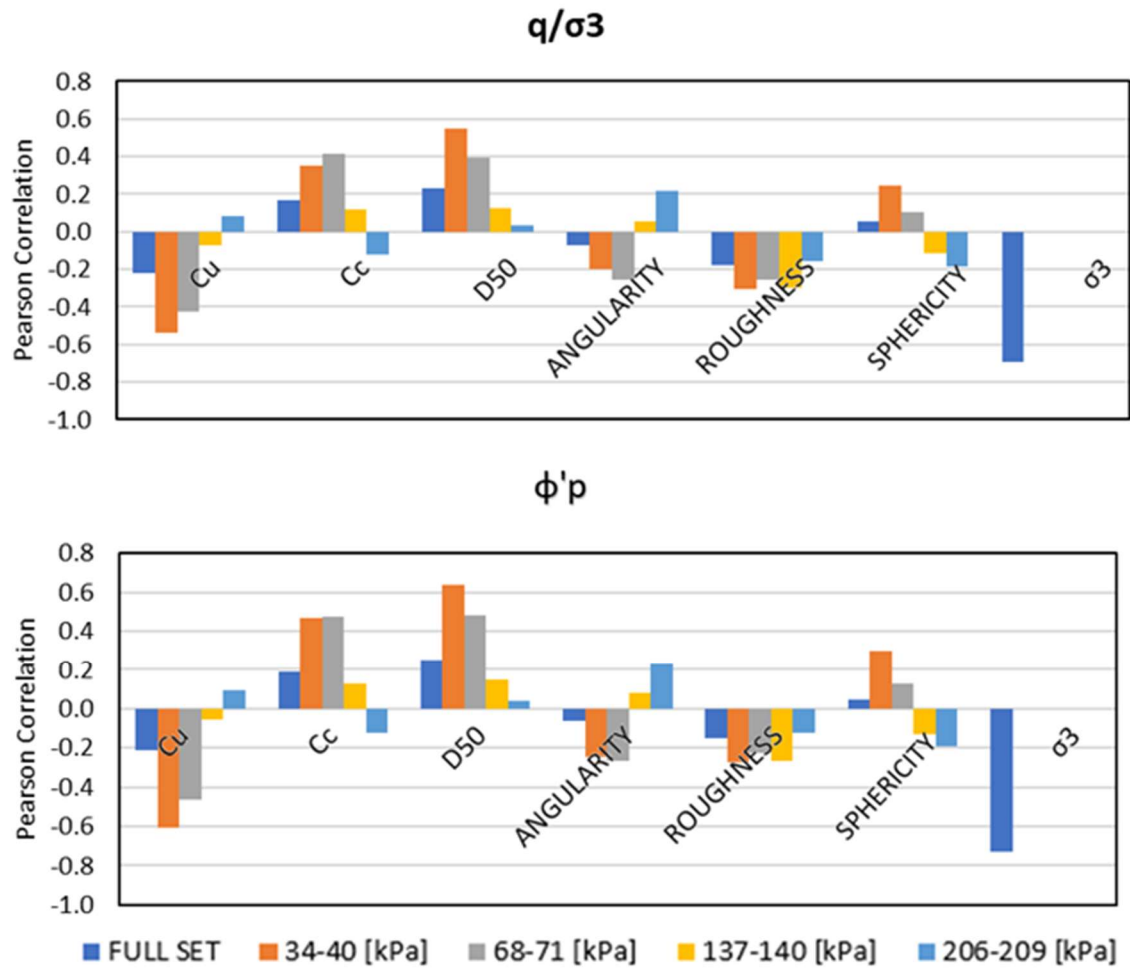 q/σ3
Pearson Correlation
0.8
0.6
0.4
0.2
0.0
-0.2
-0.4
-0.6
-0.8
-1.0
Cu
Cc
D50
ANGULARITY
ROUGHNESS
SPHERICITY
σ3
ϕ'p
Pearson Correlation
0.8
0.6
0.4
0.2
0.0
-0.2
-0.4
-0.6
-0.8
-1.0
Cu
Cc
D50
ANGULARITY
ROUGHNESS
SPHERICITY
σ3
FULL SET 34-40 [kPa] 68-71 [kPa] 137-140 [kPa] 206-209 [kPa]